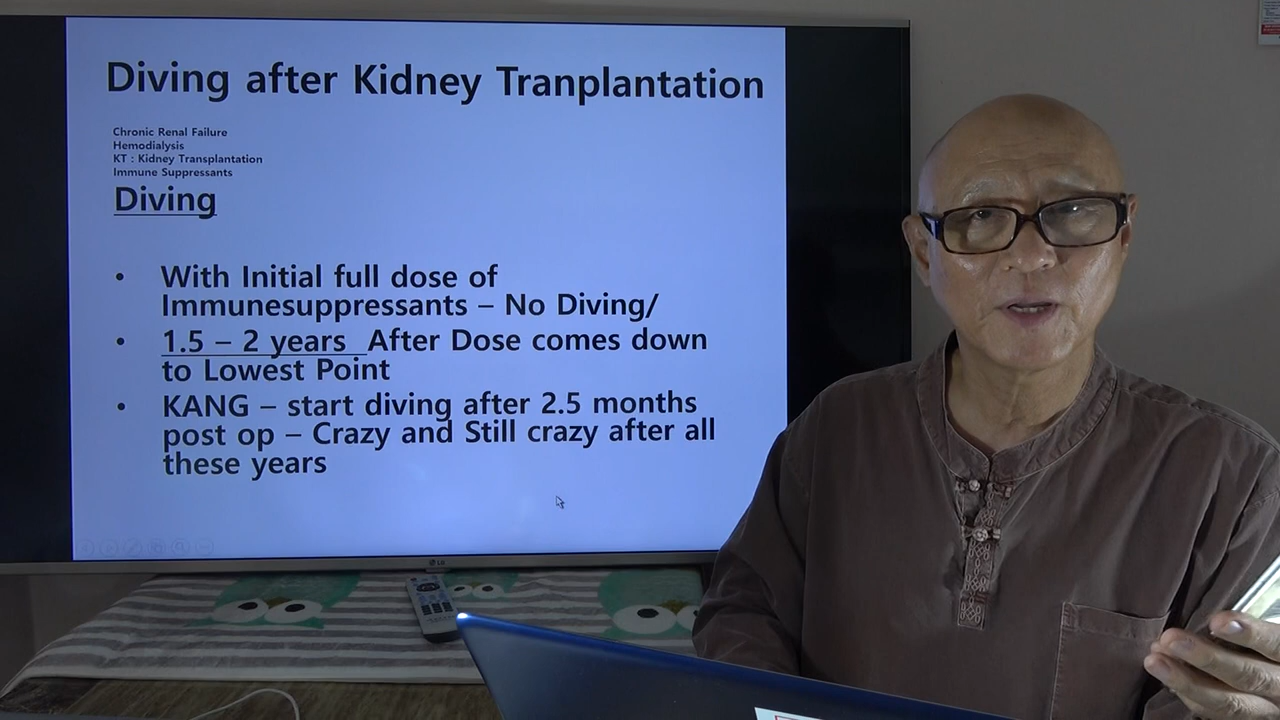 Diving after Kidney Tranplantation
Chronic Renal Failure
Hemodialysis
KT : Kidney Transplantation
Immune Suppressants
Diving
• With Initial full dose of
Immunesuppressants – No Diving/
• 1.5 – 2 years After Dose comes down
to Lowest Point
• KANG – start diving after 2.5 months
post op – Crazy and Still crazy after all
these years
LG